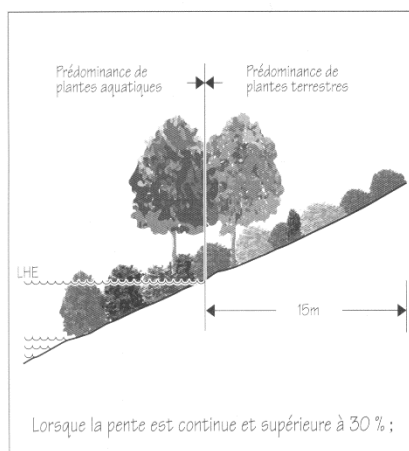 Prédominance de
plantes aquatiques
Prédominance de
plantes terrestres
LHE
15m
Lorsque la pente est continue et supérieure à 30 % ;